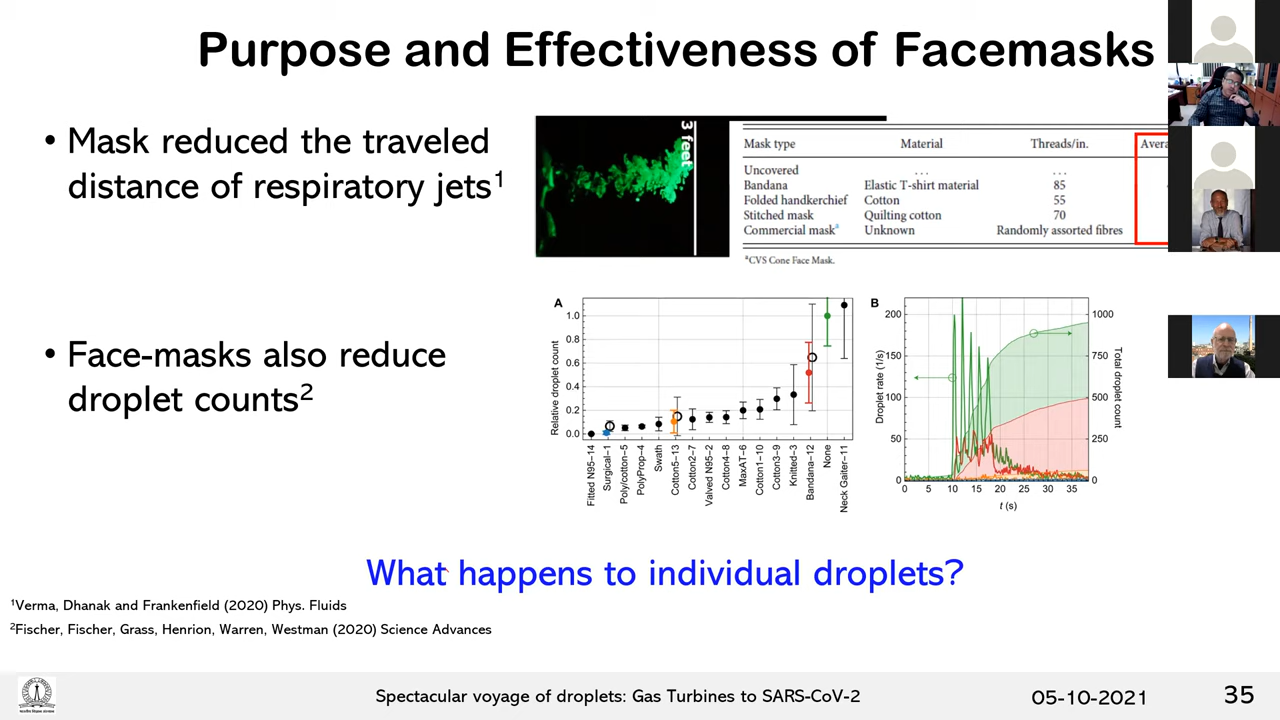 Purpose and Effectiveness of Facemasks
• Mask reduced the traveled
distance of respiratory jets¹
3 feet
Mask type Material Threads/in. Avera
Uncovered ... ...
Bandana Elastic T-shirt material 85
Folded handkerchief Cotton 55
Stitched mask Quilting cotton 70
Commercial maskᵃ Unknown Randomly assorted fibres
ᵃCVS Cone Face Mask.
• Face-masks also reduce
droplet counts²
A
Relative droplet count
1.0
0.8
0.6
0.4
0.2
0.0
Fitted N95-14
Surgical-1
Poly/cotton-5
PolyProp-4
Swath
Cotton5-13
Cotton2-7
Valved N95-2
Cotton4-8
MaxAT-6
Cotton1-10
Cotton3-9
Knitted-3
Bandana-12
None
Neck Gaiter-11
B
Droplet rate (1/s)
200
150
100
50
0
Total droplet count
1000
750
500
250
0
0 5 10 15 20 25 30 35
t (s)
What happens to individual droplets?
¹Verma, Dhanak and Frankenfield (2020) Phys. Fluids
²Fischer, Fischer, Grass, Henrion, Warren, Westman (2020) Science Advances
Spectacular voyage of droplets: Gas Turbines to SARS-CoV-2 05-10-2021 35